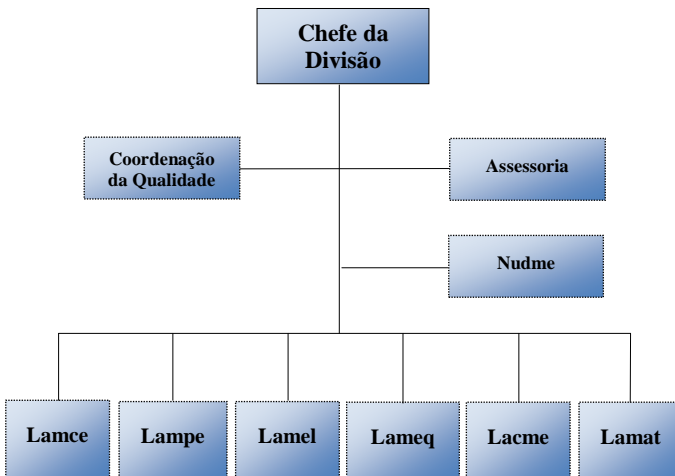 Chefe da
Divisão
Coordenação
da Qualidade
Assessoria
Nudme
Lamce
Lampe
Lamel
Lameq
Lacme
Lamat